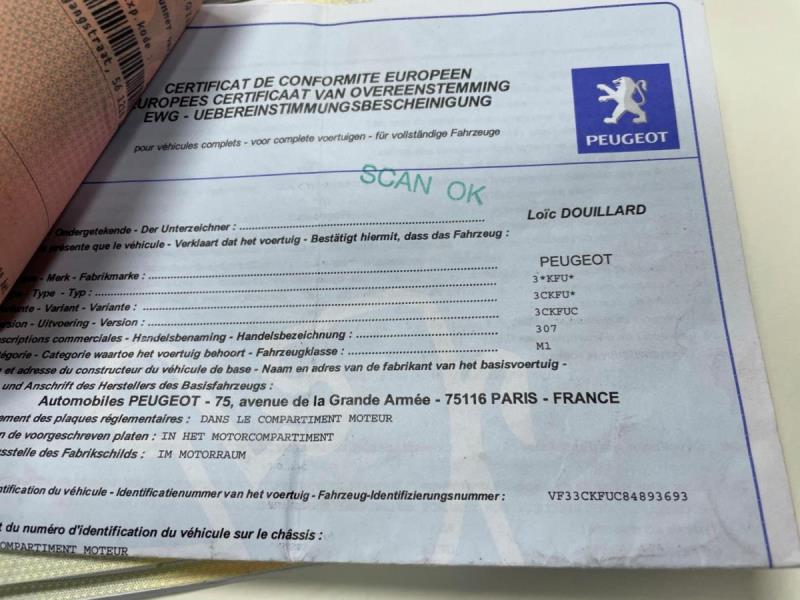 CERTIFICAT DE CONFORMITE EUROPEEN
EUROPEES CERTIFICAAT VAN OVEREENSTEMMING
EWG - UEBEREINSTIMMUNGSBESCHEINIGUNG
pour véhicules complets - voor complete voertuigen - für vollständige Fahrzeuge
PEUGEOT
SCAN OK
Ondergetekende - Der Unterzeichner : Loïc DOUILLARD
présente que le véhicule - Verklaart dat het voertuig - Bestätigt hiermit, dass das Fahrzeug :
- Merk - Fabrikmarke : PEUGEOT
- Type - Typ : 3*KFU*
- Variant - Variante : 3CKFU*
- Uitvoering - Version : 3CKFUC
commerciales - Handelsbenaming - Handelsbezeichnung : 307
- Categorie waartoe het voertuig behoort - Fahrzeugklasse : M1
et adresse du constructeur du véhicule de base - Naam en adres van de fabrikant van het basisvoertuig -
und Anschrift des Herstellers des Basisfahrzeugs :
Automobiles PEUGEOT - 75, avenue de la Grande Armée - 75116 PARIS - FRANCE
des plaques réglementaires : DANS LE COMPARTIMENT MOTEUR
de voorgeschreven platen : IN HET MOTORCOMPARTIMENT
des Fabrikschilds : IM MOTORRAUM
du véhicule - Identificatienummer van het voertuig - Fahrzeug-Identifizierungsnummer : VF33CKFUC84893693
du numéro d'identification du véhicule sur le châssis :
COMPARTIMENT MOTEUR